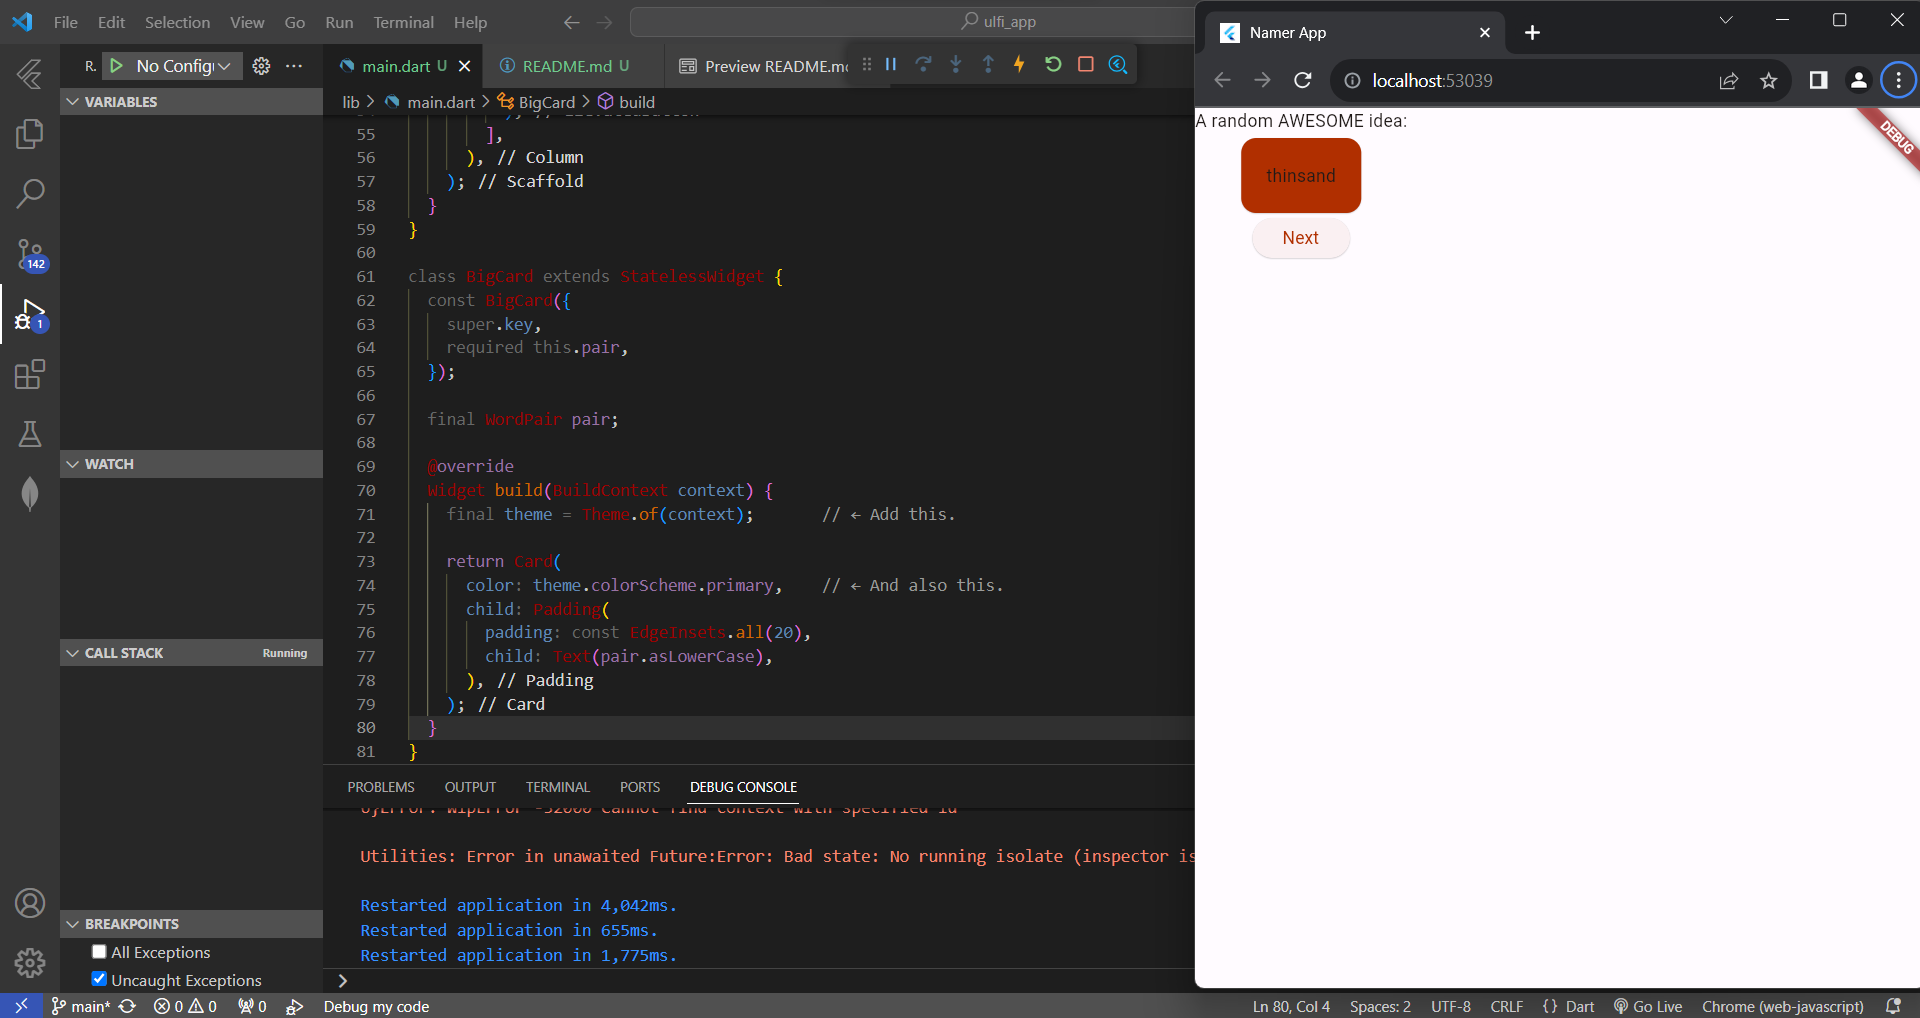 File Edit Selection View Go Run Terminal Help
ulfi_app
R. No Config
main.dart U
README.md U
Preview README.md
lib > main.dart > BigCard > build
VARIABLES
WATCH
CALL STACK Running
BREAKPOINTS
All Exceptions
Uncaught Exceptions
142
1
55 ],
56 ), // Column
57 ); // Scaffold
58 }
59 }
60
61 class BigCard extends StatelessWidget {
62 const BigCard({
63 super.key,
64 required this.pair,
65 });
66
67 final WordPair pair;
68
69 @override
70 Widget build(BuildContext context) {
71 final theme = Theme.of(context); // ← Add this.
72
73 return Card(
74 color: theme.colorScheme.primary, // ← And also this.
75 child: Padding(
76 padding: const EdgeInsets.all(20),
77 child: Text(pair.asLowerCase),
78 ), // Padding
79 ); // Card
80 }
81 }
PROBLEMS OUTPUT TERMINAL PORTS DEBUG CONSOLE
Cannot find context with specified id
Utilities: Error in unawaited Future:Error: Bad state: No running isolate (inspector is
Restarted application in 4,042ms.
Restarted application in 655ms.
Restarted application in 1,775ms.
>
main* 0 0 0 Debug my code
Ln 80, Col 4 Spaces: 2 UTF-8 CRLF {} Dart Go Live Chrome (web-javascript)
Namer App
localhost:53039
A random AWESOME idea:
thinsand
Next
DEBUG